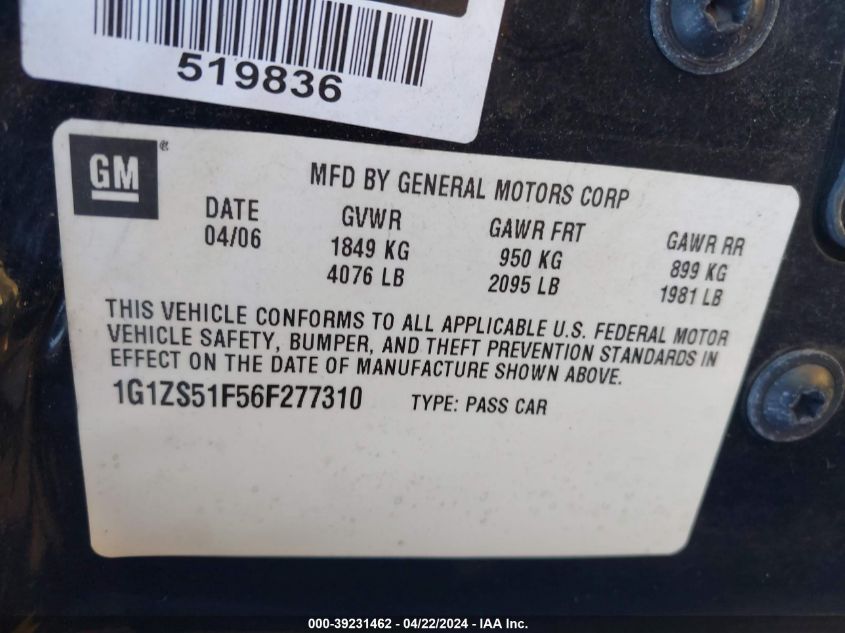 519836
GM
MFD BY GENERAL MOTORS CORP
DATE GVWR GAWR FRT GAWR RR
04/06 1849 KG 950 KG 899 KG
4076 LB 2095 LB 1981 LB
THIS VEHICLE CONFORMS TO ALL APPLICABLE U.S. FEDERAL MOTOR
VEHICLE SAFETY, BUMPER, AND THEFT PREVENTION STANDARDS IN
EFFECT ON THE DATE OF MANUFACTURE SHOWN ABOVE.
1G1ZS51F56F277310 TYPE: PASS CAR
000-39231462 - 04/22/2024 - IAA Inc.